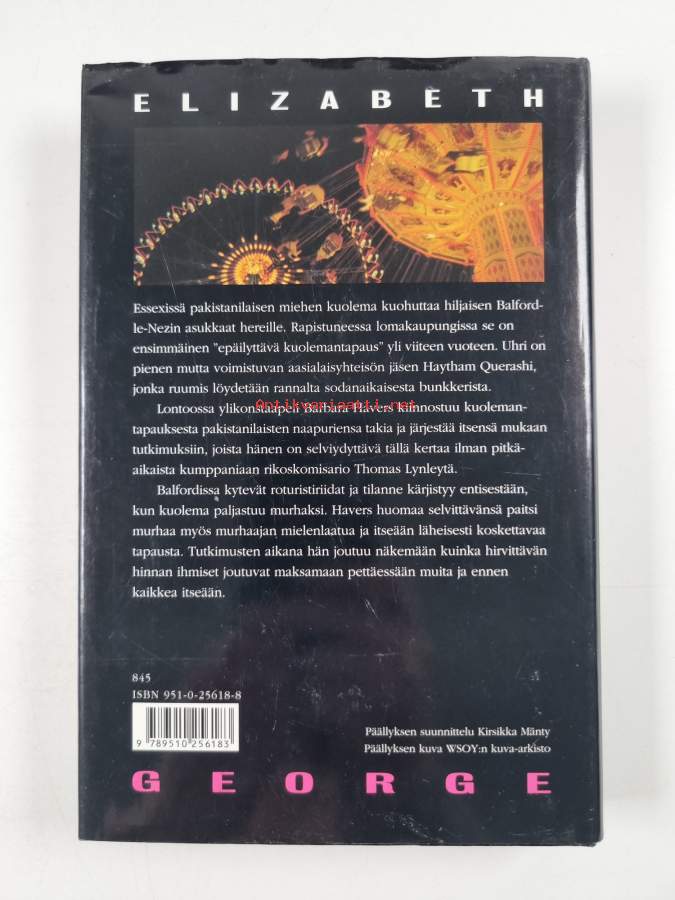 ELIZABETH
Essexissä pakistanilaisen miehen kuolema kuohuttaa hiljaisen Balford-
le-Nezin asukkaat hereille. Rapistuneessa lomakaupungissa se on
ensimmäinen "epäilyttävä kuolemantapaus" yli viiteen vuoteen. Uhri on
pienen mutta voimistuvan aasialaisyhteisön jäsen Haytham Querashi,
jonka ruumis löydetään rannalta sodanaikaisesta bunkkerista.
Antikvariaatti.net
Lontoossa ylikonstaapeli Barbara Havers kiinnostuu kuoleman-
tapauksesta pakistanilaisten naapuriensa takia ja järjestää itsensä mukaan
tutkimuksiin, joista hänen on selviydyttävä tällä kertaa ilman pitkä-
aikaista kumppaniaan rikoskomisario Thomas Lynleytä.
Balfordissa kytevät roturistiriidat ja tilanne kärjistyy entisestään,
kun kuolema paljastuu murhaksi. Havers huomaa selvittävänsä paitsi
murhaa myös murhaajan mielenlaatua ja itseään läheisesti koskettavaa
tapausta. Tutkimusten aikana hän joutuu näkemään kuinka hirvittävän
hinnan ihmiset joutuvat maksamaan pettäessään muita ja ennen
kaikkea itseään.
845
ISBN 951-0-25618-8
9 789510 256183
Päällyksen suunnittelu Kirsikka Mänty
Päällyksen kuva WSOY:n kuva-arkisto
GEORGE